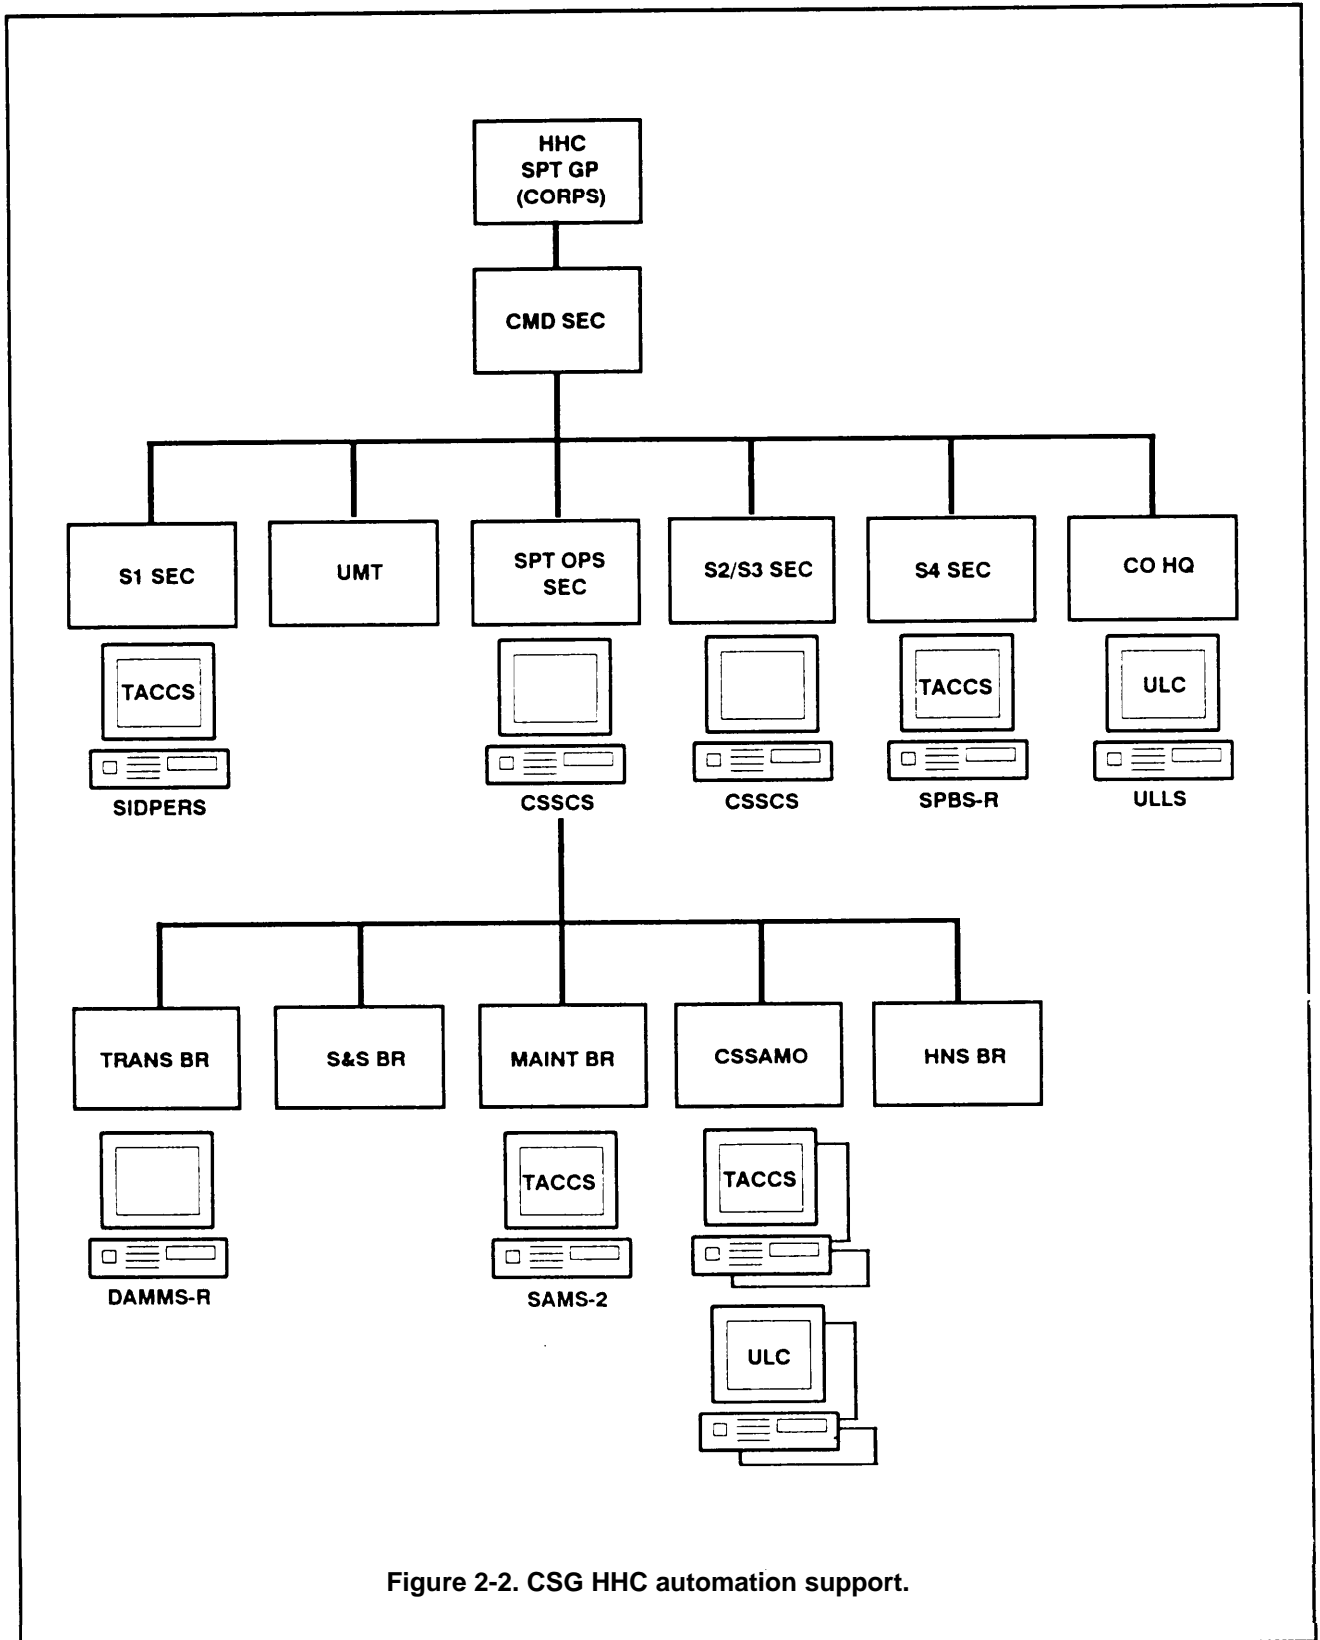 HHC
SPT GP
(CORPS)
CMD SEC
S1 SEC
UMT
SPT OPS
SEC
S2/S3 SEC
S4 SEC
CO HQ
TACCS
TACCS
ULC
SIDPERS
CSSCS
CSSCS
SPBS-R
ULLS
TRANS BR
S&S BR
MAINT BR
CSSAMO
HNS BR
TACCS
TACCS
DAMMS-R
SAMS-2
ULC
Figure 2-2. CSG HHC automation support.